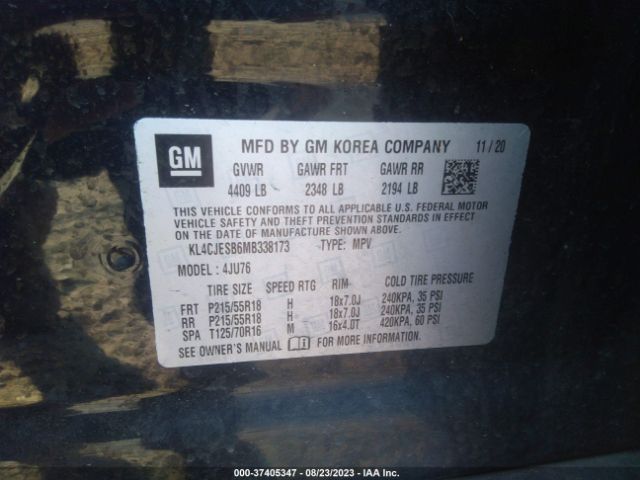 GM
MFD BY GM KOREA COMPANY 11/20
GVWR GAWR FRT GAWR RR
4409 LB 2348 LB 2194 LB
THIS VEHICLE CONFORMS TO ALL APPLICABLE U.S. FEDERAL MOTOR
VEHICLE SAFETY AND THEFT PREVENTION STANDARDS IN EFFECT
ON THE DATE OF MANUFACTURE SHOWN ABOVE.
KL4CJESB6MB338173 TYPE: MPV
MODEL : 4JU76
TIRE SIZE SPEED RTG RIM COLD TIRE PRESSURE
FRT P215/55R18 H 18x7.0J 240KPA, 35 PSI
RR P215/55R18 H 18x7.0J 240KPA, 35 PSI
SPA T125/70R16 M 16x4.0T 420KPA, 60 PSI
SEE OWNER'S MANUAL FOR MORE INFORMATION.
000-37405347 - 08/23/2023 - IAA Inc.